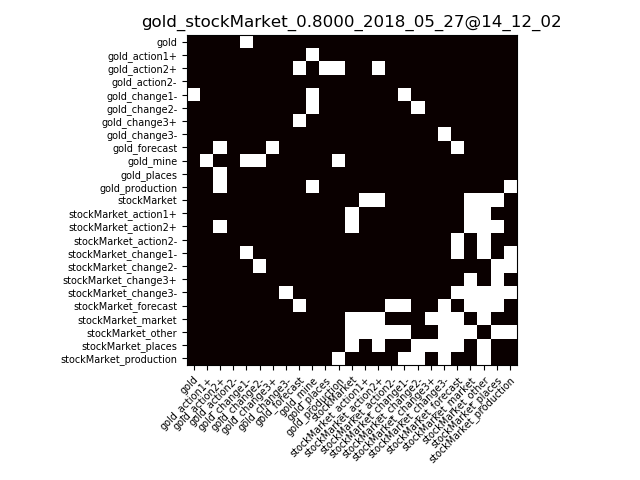 gold_stockMarket_0.8000_2018_05_27@14_12_02
gold
gold_action1+
gold_action2+
gold_action2-
gold_change1-
gold_change2-
gold_change3+
gold_change3-
gold_forecast
gold_mine
gold_places
gold_production
stockMarket
stockMarket_action1+
stockMarket_action2+
stockMarket_action2-
stockMarket_change1-
stockMarket_change2-
stockMarket_change3+
stockMarket_change3-
stockMarket_forecast
stockMarket_market
stockMarket_other
stockMarket_places
stockMarket_production
gold
gold_action1+
gold_action2+
gold_action2-
gold_change1-
gold_change2-
gold_change3+
gold_change3-
gold_forecast
gold_mine
gold_places
gold_production
stockMarket
stockMarket_action1+
stockMarket_action2+
stockMarket_action2-
stockMarket_change1-
stockMarket_change2-
stockMarket_change3+
stockMarket_change3-
stockMarket_forecast
stockMarket_market
stockMarket_other
stockMarket_places
stockMarket_production